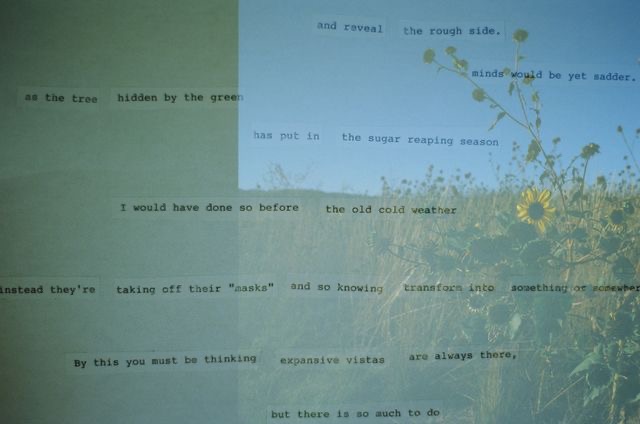 and reveal the rough side.
minds would be yet sadder.
as the tree hidden by the green
has put in the sugar reaping season
I would have done so before the old cold weather
instead they're taking off their "masks" and so knowing transform into something or
By this you must be thinking expansive vistas are always there,
but there is so much to do